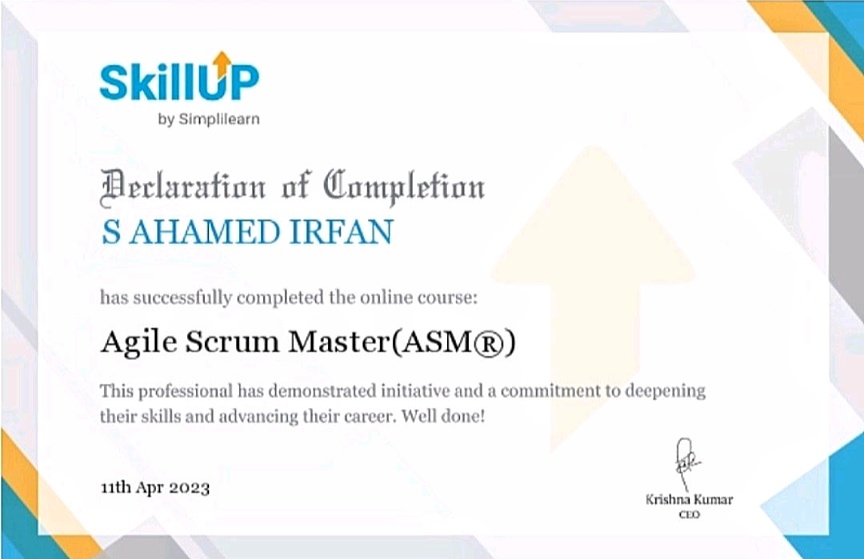 SkillUP
by Simplilearn
Declaration of Completion
S AHAMED IRFAN
has successfully completed the online course:
Agile Scrum Master(ASM®)
This professional has demonstrated initiative and a commitment to deepening
their skills and advancing their career. Well done!
11th Apr 2023
Krishna Kumar
CEO